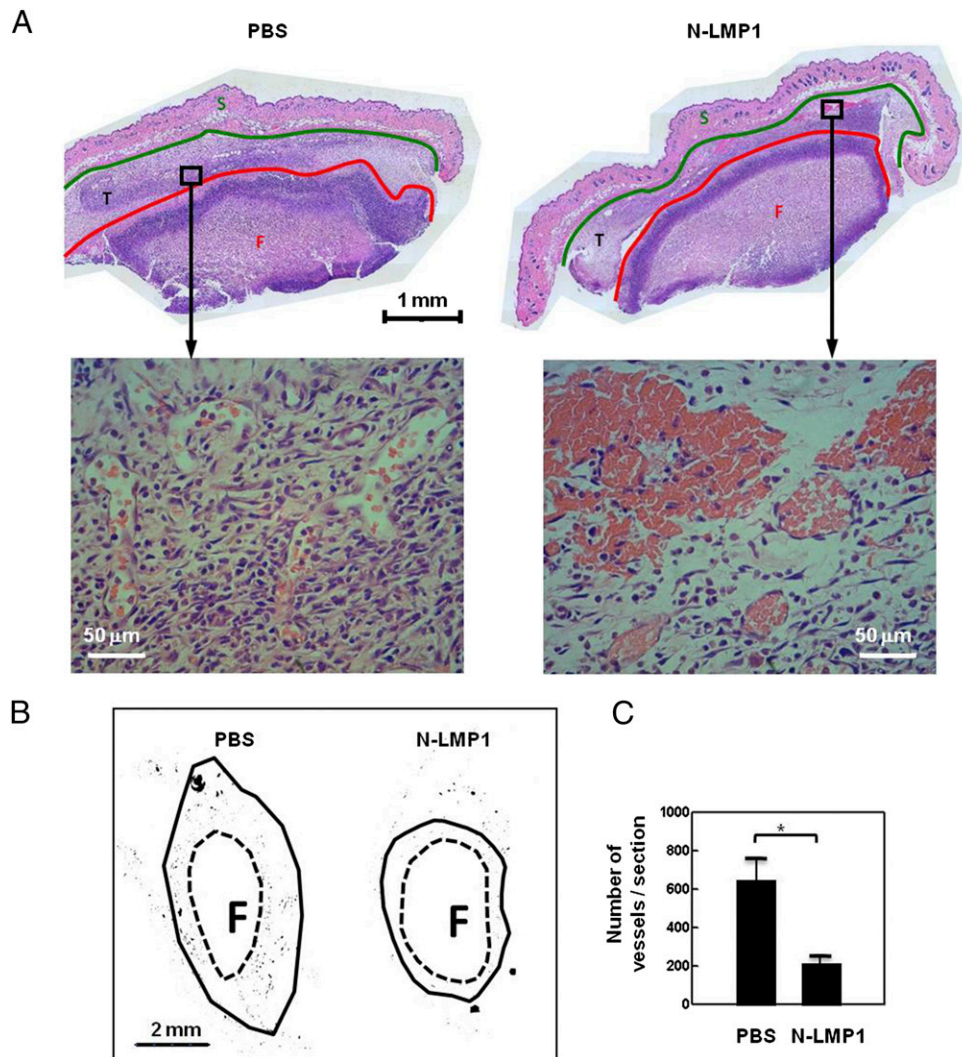 A
PBS
N-LMP1
S
T
F
1 mm
S
T
F
50 μm
50 μm
B
PBS
N-LMP1
F
F
2 mm
C
Number of
vessels / section
1000
800
600
400
200
0
*
PBS
N-LMP1